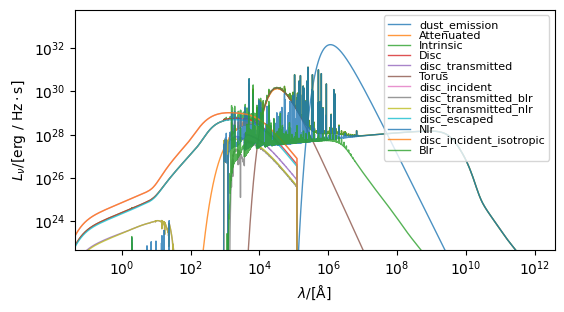 dust_emission
Attenuated
Intrinsic
Disc
disc_transmitted
Torus
disc_incident
disc_transmitted_blr
disc_transmitted_nlr
disc_escaped
Nlr
disc_incident_isotropic
Blr
10^32
10^30
10^28
10^26
10^24
L_ν/[erg / Hz · s]
10^0 10^2 10^4 10^6 10^8 10^10 10^12
λ/[Å]